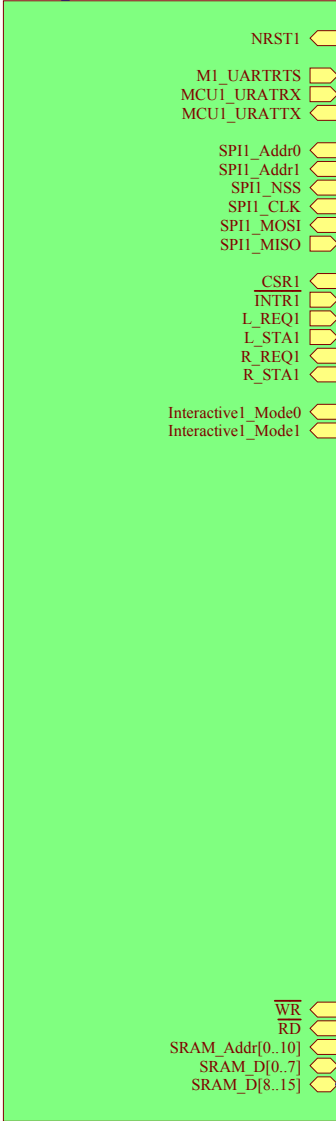 NRST1
M1_UARTRTS
MCU1_URATRX
MCU1_URATTX
SPI1_Addr0
SPI1_Addr1
SPI1_NSS
SPI1_CLK
SPI1_MOSI
SPI1_MISO
CSR1
INTR1
L_REQ1
L_STA1
R_REQ1
R_STA1
Interactive1_Mode0
Interactive1_Mode1
WR
RD
SRAM_Addr[0..10]
SRAM_D[0..7]
SRAM_D[8..15]